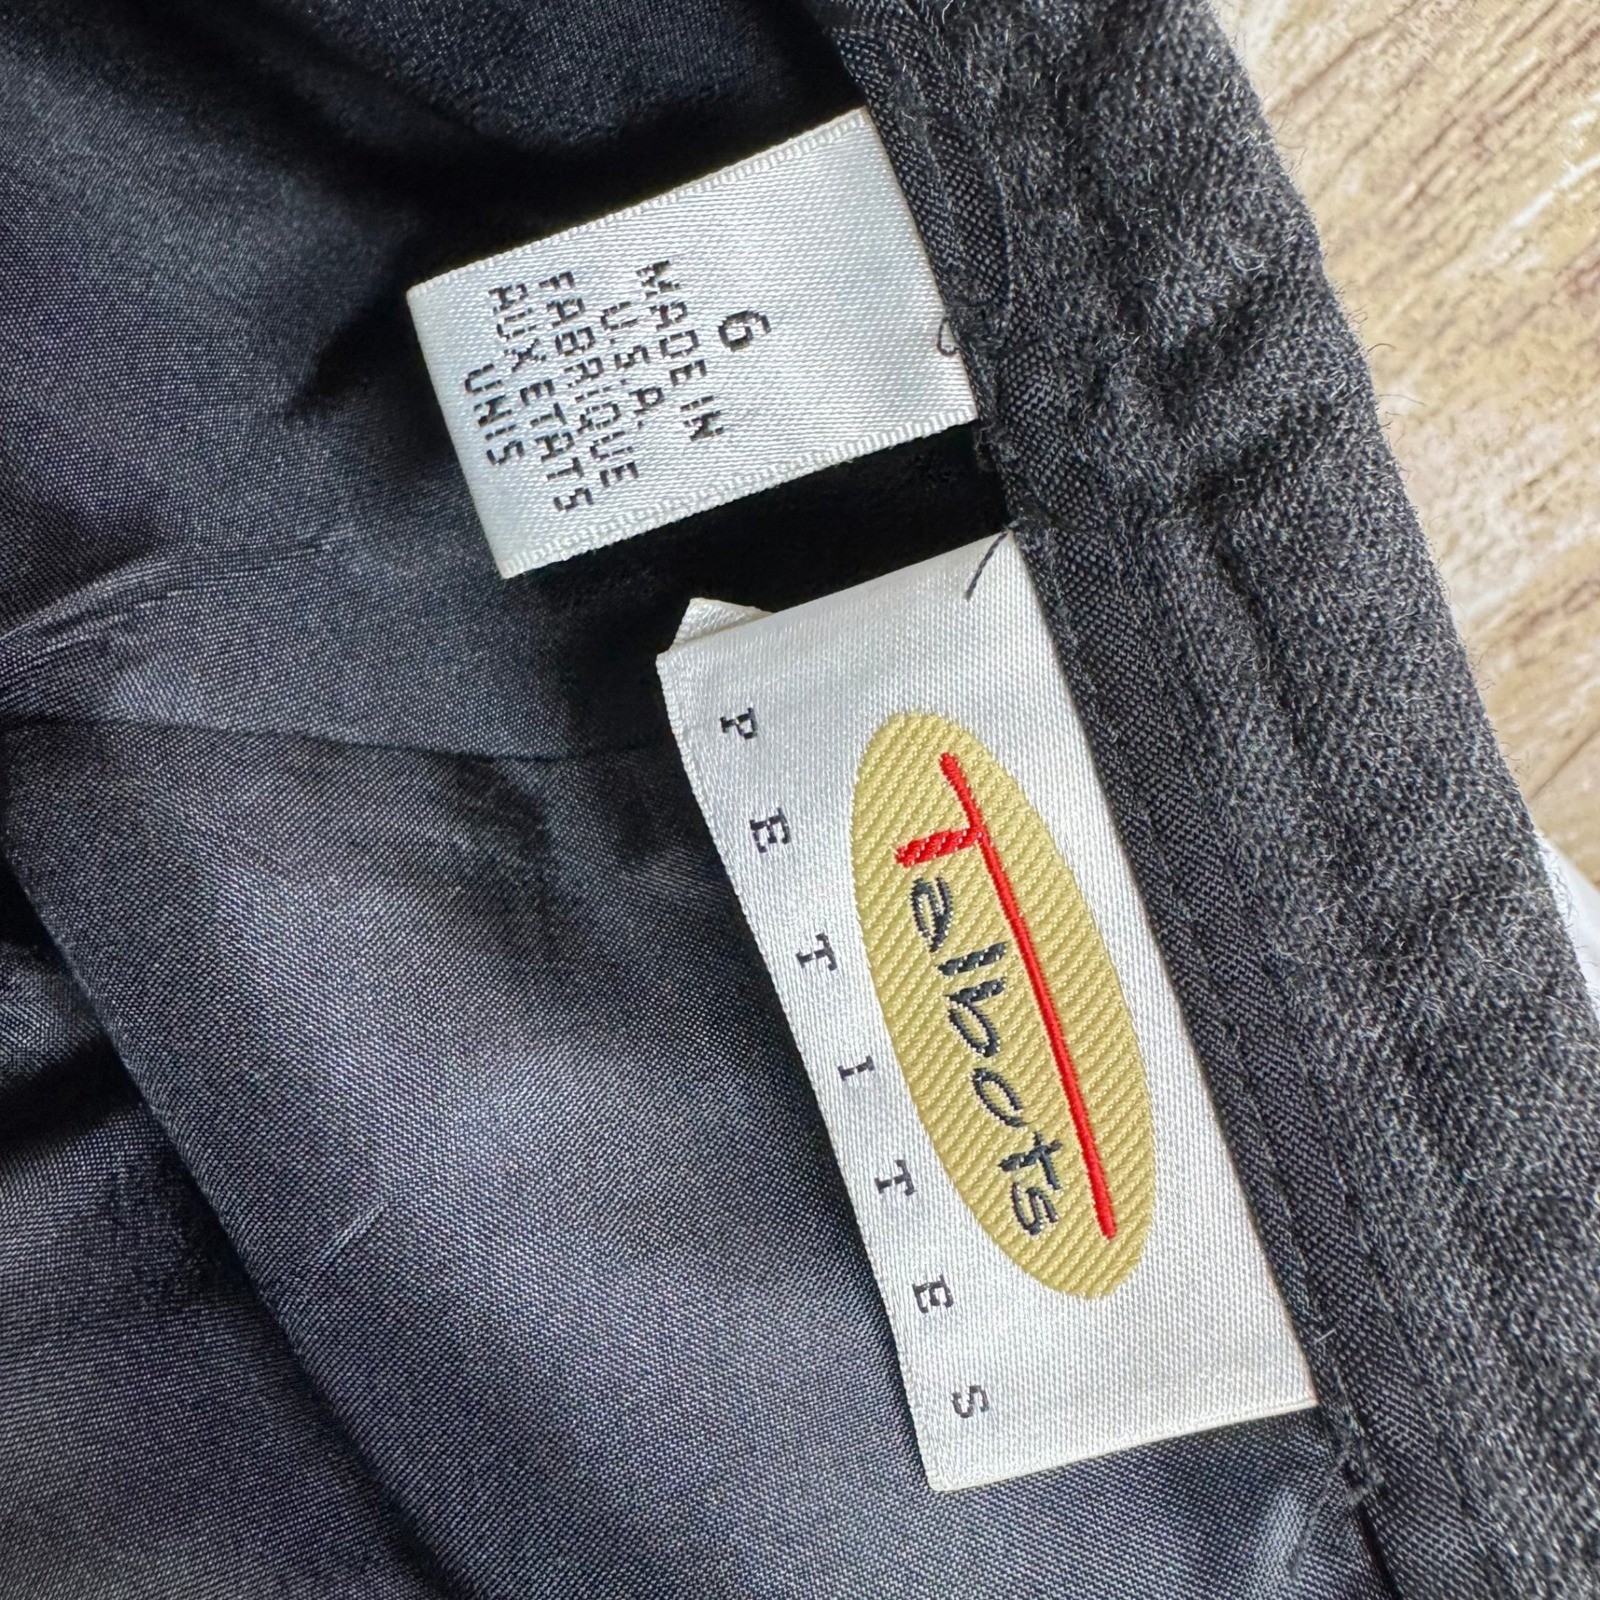 6
MADE IN
U.S.A.
FABRIQUE
AUX ETATS
UNIS
Talbots
PETITES